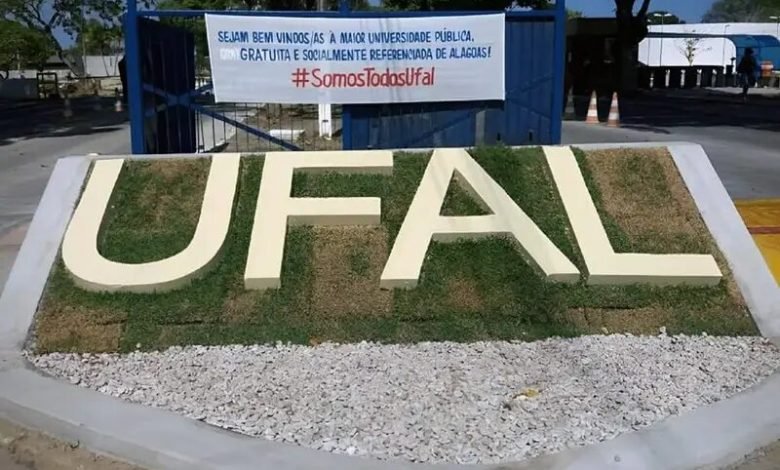 SEJAM BEM VINDOS/AS À MAIOR UNIVERSIDADE PÚBLICA,
GRATUITA E SOCIALMENTE REFERENCIADA DE ALAGOAS!
#SomosTodosUfal
UFAL